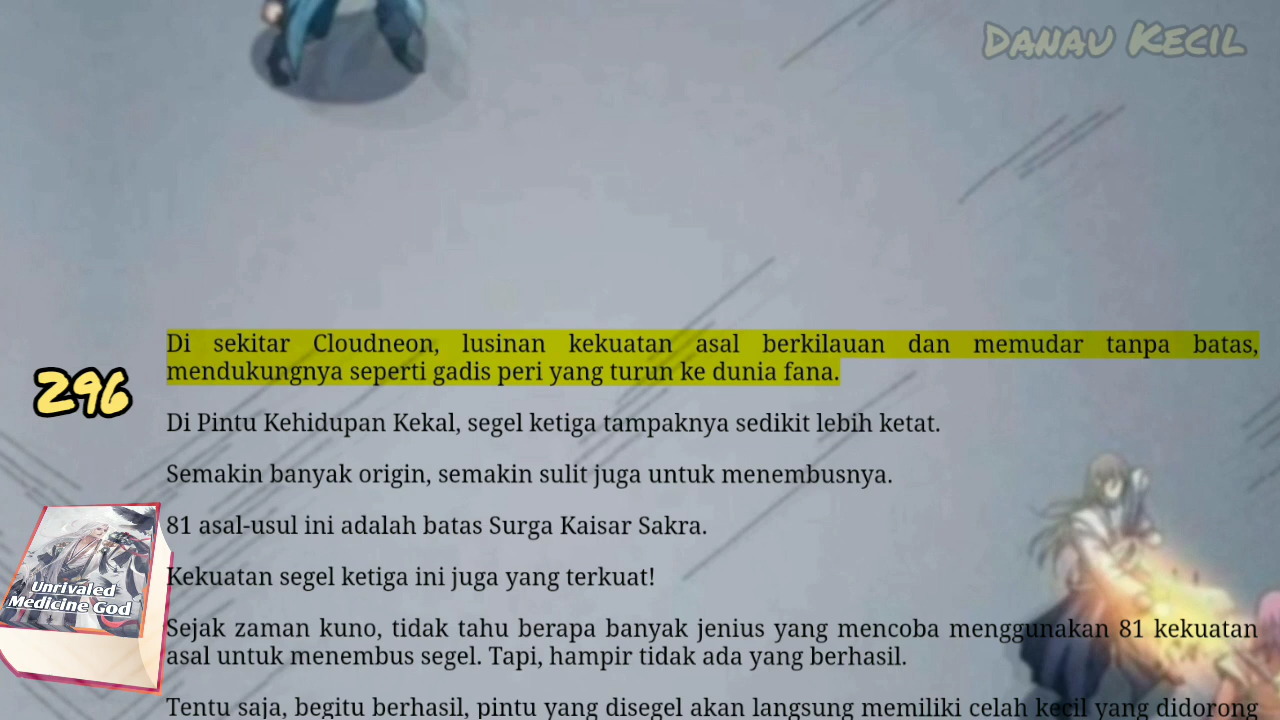 Danau Kecil
Di sekitar Cloudneon, lusinan kekuatan asal berkilauan dan memudar tanpa batas,
mendukungnya seperti gadis peri yang turun ke dunia fana.
296
Di Pintu Kehidupan Kekal, segel ketiga tampaknya sedikit lebih ketat.
Semakin banyak origin, semakin sulit juga untuk menembusnya.
81 asal-usul ini adalah batas Surga Kaisar Sakra.
Kekuatan segel ketiga ini juga yang terkuat!
Unrivaled
Medicine God
Sejak zaman kuno, tidak tahu berapa banyak jenius yang mencoba menggunakan 81 kekuatan
asal untuk menembus segel. Tapi, hampir tidak ada yang berhasil.
Tentu saja, begitu berhasil, pintu yang disegel akan langsung memiliki celah kecil yang didorong